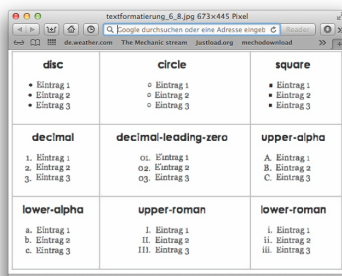 textformatierung_6_8.jpg 673×445 Pixel
Google durchsuchen oder eine Adresse eingeb
Reader
de.weather.com The Mechanic stream Justload.org mechodownload
disc circle square
• Eintrag 1 ○ Eintrag 1 ▪ Eintrag 1
• Eintrag 2 ○ Eintrag 2 ▪ Eintrag 2
• Eintrag 3 ○ Eintrag 3 ▪ Eintrag 3
decimal decimal-leading-zero upper-alpha
1. Eintrag 1 01. Eintrag 1 A. Eintrag 1
2. Eintrag 2 02. Eintrag 2 B. Eintrag 2
3. Eintrag 3 03. Eintrag 3 C. Eintrag 3
lower-alpha upper-roman lower-roman
a. Eintrag 1 I. Eintrag 1 i. Eintrag 1
b. Eintrag 2 II. Eintrag 2 ii. Eintrag 2
c. Eintrag 3 III. Eintrag 3 iii. Eintrag 3